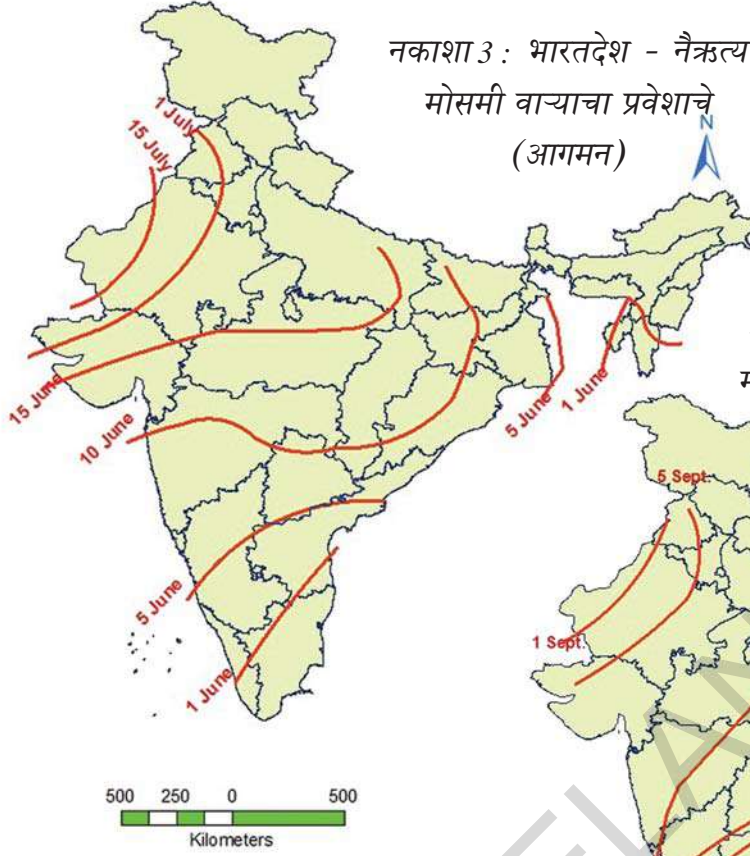 नकाशा 3 : भारतदेश - नैऋत्य
मोसमी वाऱ्याचा प्रवेशाचे
(आगमन)
N
1 July
15 July
15 June
10 June
5 June
1 June
5 June
1 June
5 Sept.
1 Sept.
500 250 0 500
Kilometers